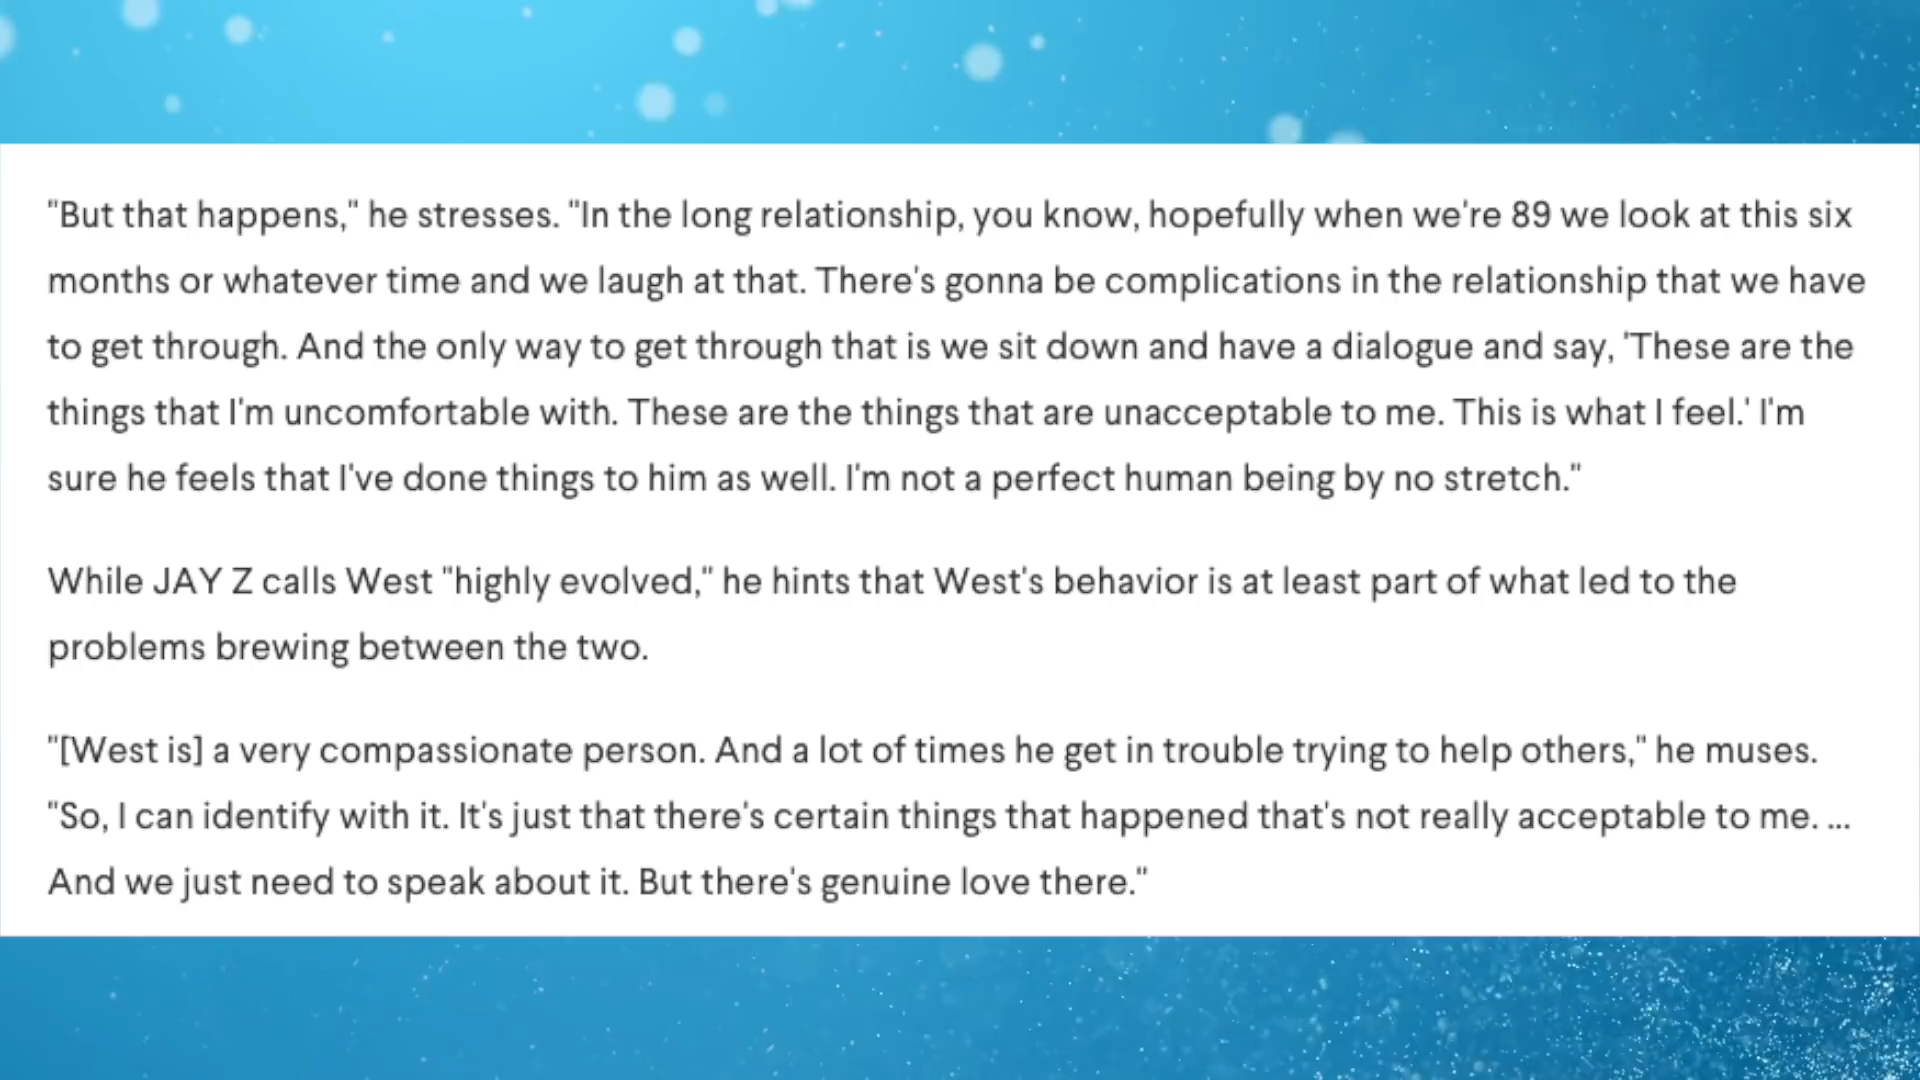 "But that happens," he stresses. "In the long relationship, you know, hopefully when we're 89 we look at this six
months or whatever time and we laugh at that. There's gonna be complications in the relationship that we have
to get through. And the only way to get through that is we sit down and have a dialogue and say, 'These are the
things that I'm uncomfortable with. These are the things that are unacceptable to me. This is what I feel.' I'm
sure he feels that I've done things to him as well. I'm not a perfect human being by no stretch."
While JAY Z calls West "highly evolved," he hints that West's behavior is at least part of what led to the
problems brewing between the two.
"[West is] a very compassionate person. And a lot of times he get in trouble trying to help others," he muses.
"So, I can identify with it. It's just that there's certain things that happened that's not really acceptable to me. ...
And we just need to speak about it. But there's genuine love there."